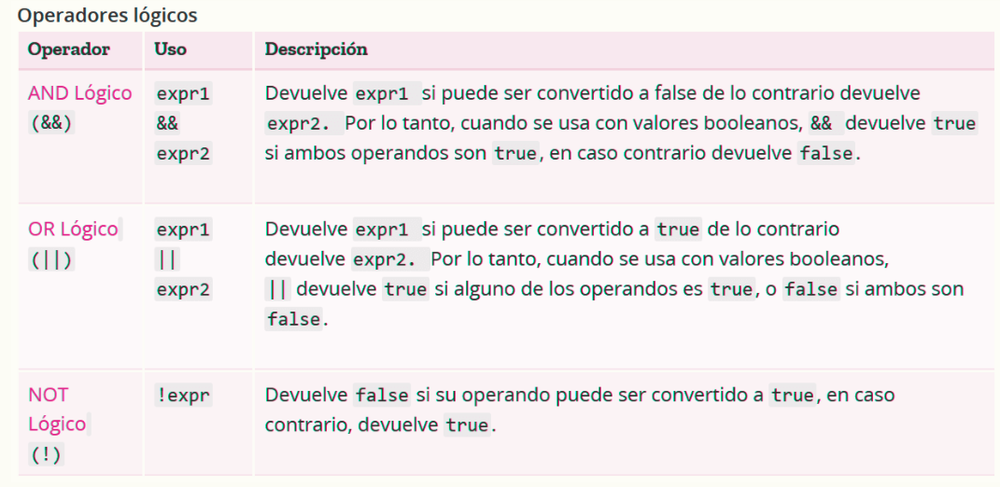 Operadores lógicos
Operador Uso Descripción
AND Lógico (&&)
expr1 && expr2
Devuelve expr1 si puede ser convertido a false de lo contrario devuelve
expr2. Por lo tanto, cuando se usa con valores booleanos, && devuelve true
si ambos operandos son true, en caso contrario devuelve false.
OR Lógico (||)
expr1 || expr2
Devuelve expr1 si puede ser convertido a true de lo contrario
devuelve expr2. Por lo tanto, cuando se usa con valores booleanos,
|| devuelve true si alguno de los operandos es true, o false si ambos son
false.
NOT Lógico (!)
!expr
Devuelve false si su operando puede ser convertido a true, en caso
contrario, devuelve true.